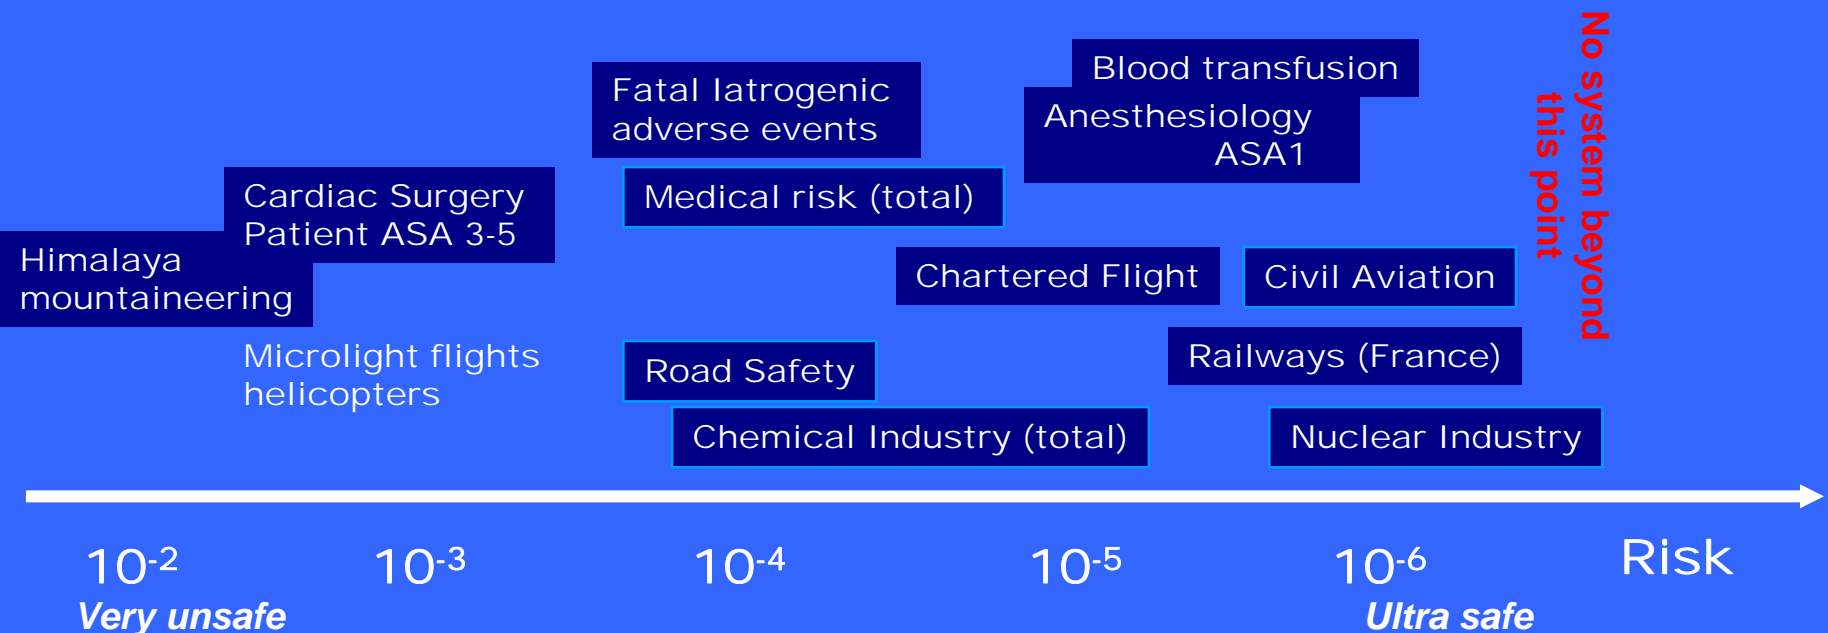 No system beyond
this point
Blood transfusion
Fatal Iatrogenic
adverse events
Anesthesiology
ASA1
Cardiac Surgery
Patient ASA 3-5
Medical risk (total)
Himalaya
mountaineering
Chartered Flight
Civil Aviation
Microlight flights
helicopters
Road Safety
Railways (France)
Chemical Industry (total)
Nuclear Industry
10-2
10-3
10-4
10-5
10-6
Risk
Very unsafe
Ultra safe